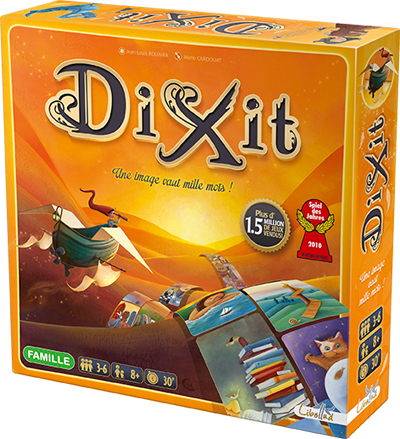 Jean-Louis ROUBIRA
Marie CARDOUAT
DiXit
Une image vaut mille mots !
Plus d'
1.5 MILLION
DE JEUX
VENDUS
Spiel
des
Jahres
2010
FAMILLE
3-6
8+
30'
DiXit
Une image
vaut
mille mots !
3-6
8+
30'
Libellud